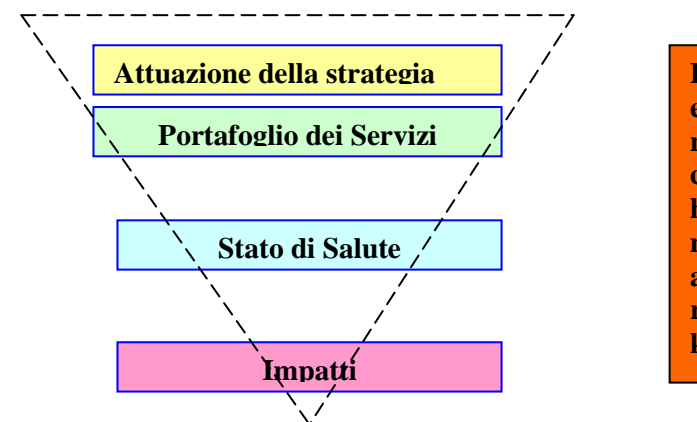 Attuazione della strategia
Portafoglio dei Servizi
Stato di Salute
Impatti